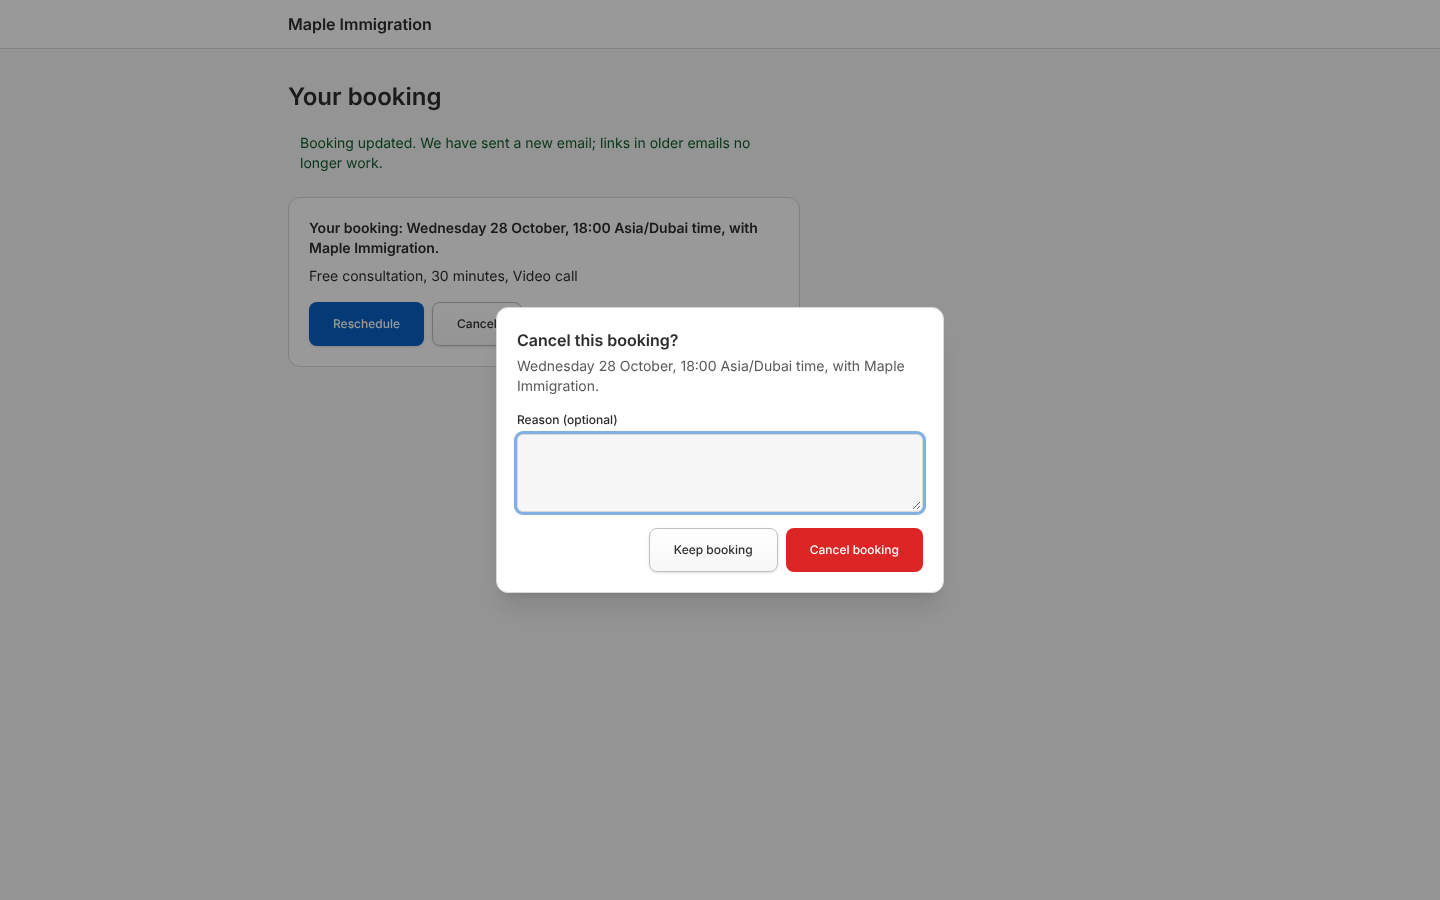 Maple Immigration
Your booking
Booking updated. We have sent a new email; links in older emails no
longer work.
Your booking: Wednesday 28 October, 18:00 Asia/Dubai time, with
Maple Immigration.
Free consultation, 30 minutes, Video call
Reschedule
Cancel
Cancel this booking?
Wednesday 28 October, 18:00 Asia/Dubai time, with Maple
Immigration.
Reason (optional)
Keep booking
Cancel booking